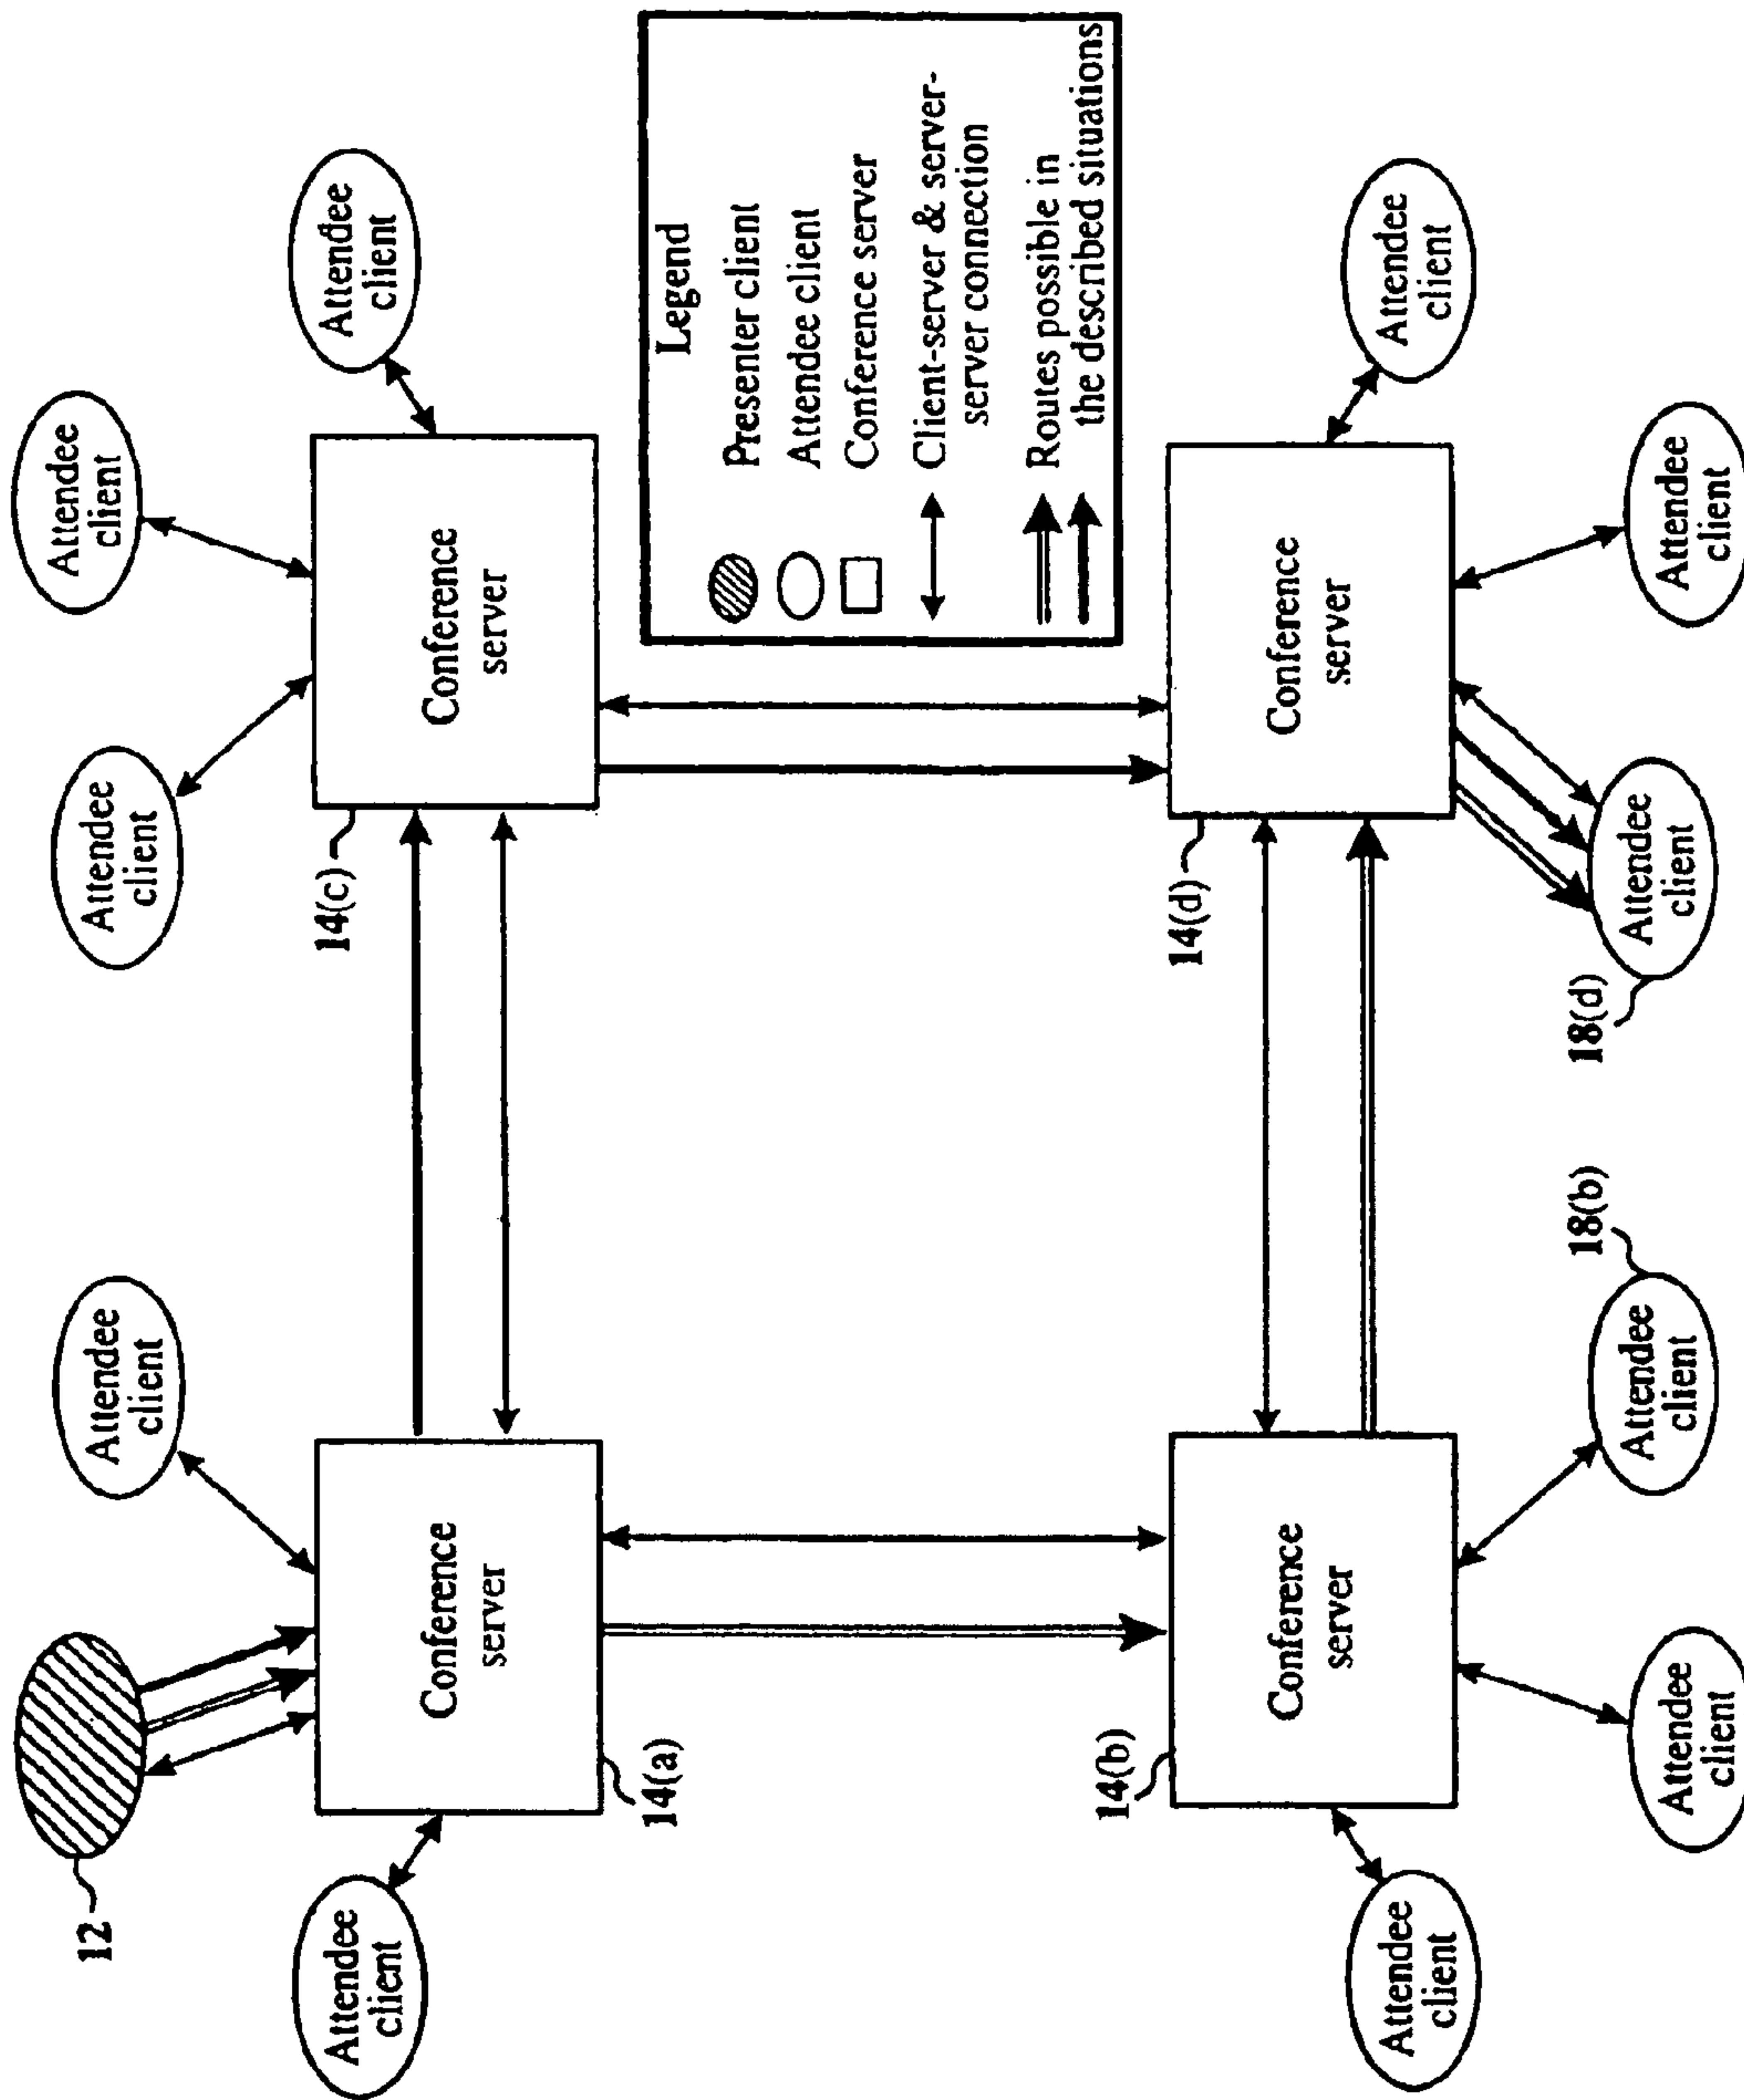 12
Attendee
client
Attendee
client
Attendee
client
Attendee
client
Attendee
client
14(c)
Conference
server
Conference
server
14(a)
Legend
Presenter client
Attendee client
Conference server
Client-server & server-
server connection
Routes possible in
the described situations
14(b)
14(d)
Conference
server
Conference
server
Attendee
client
Attendee
client
18(b)
18(d)
Attendee
client
Attendee
client
Attendee
client
Attendee
client